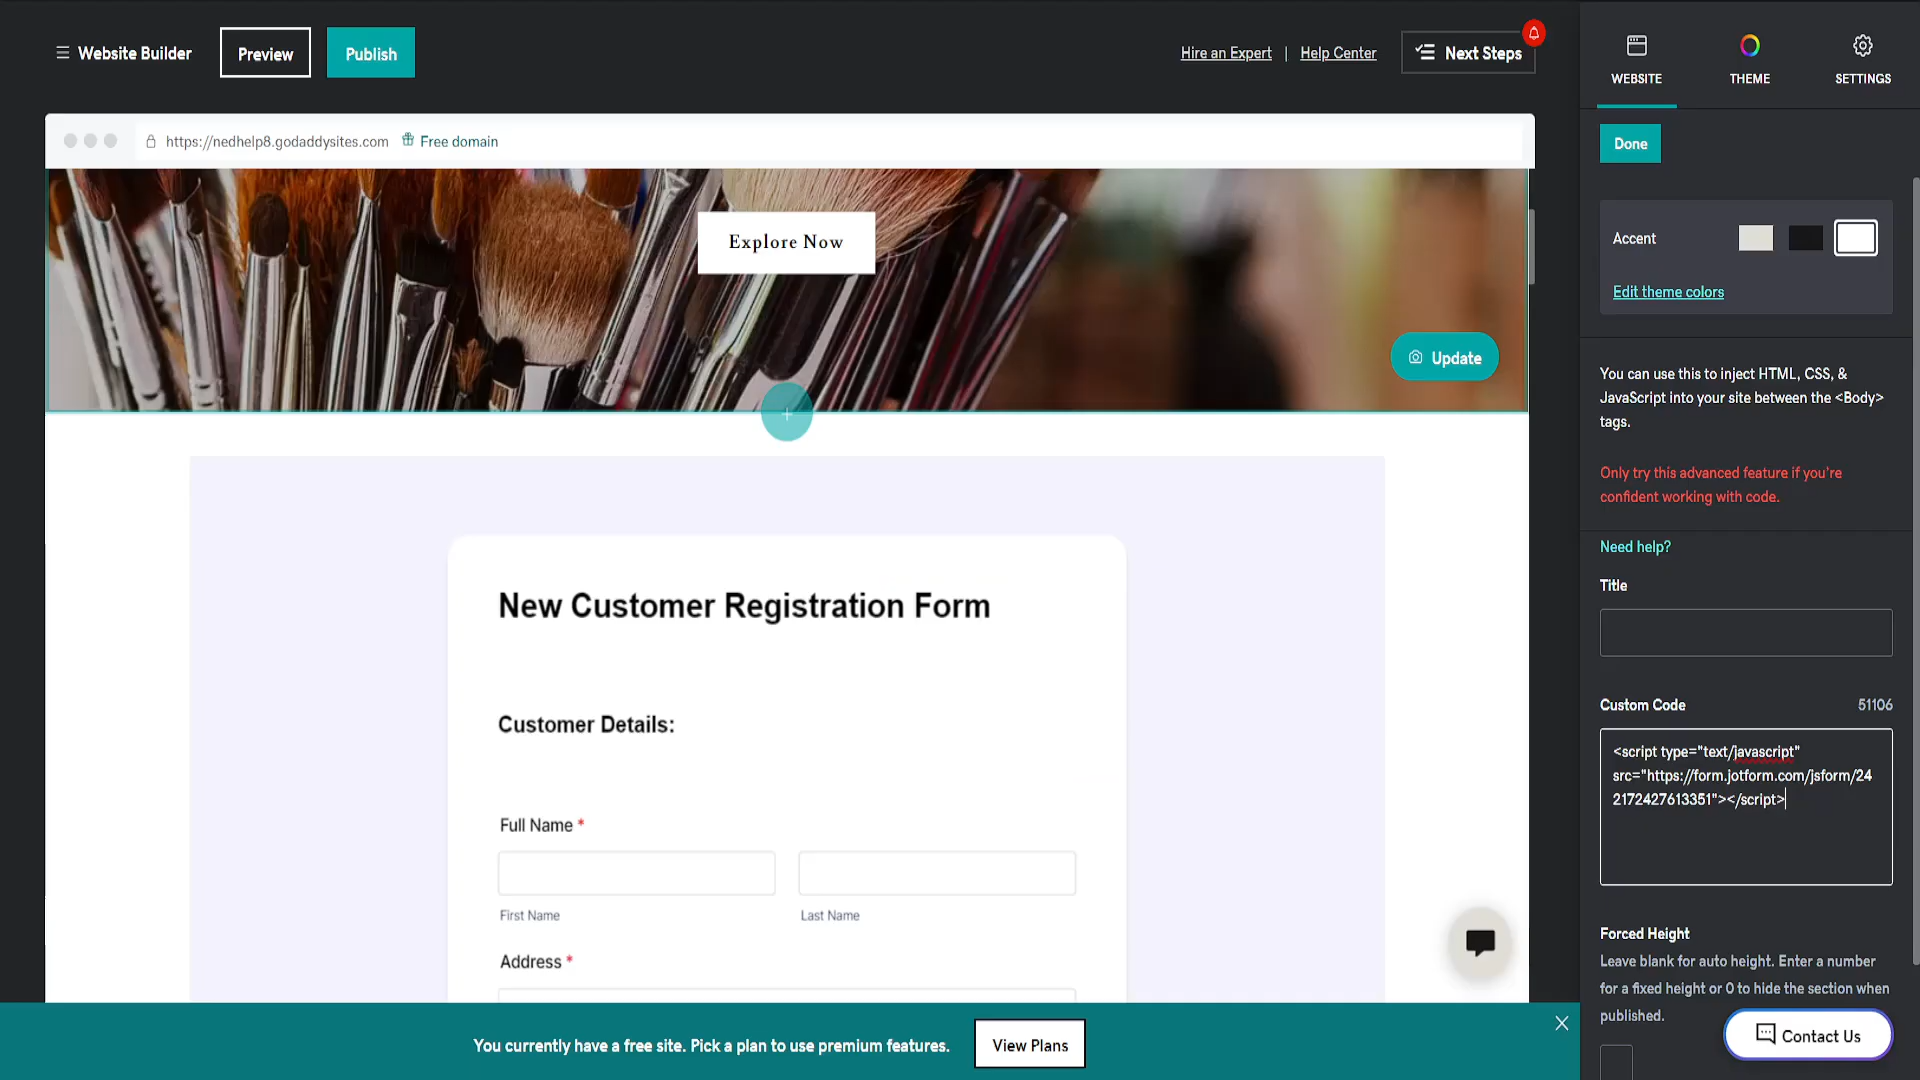 Website Builder
Preview
Publish
Hire an Expert | Help Center
Next Steps
WEBSITE
THEME
SETTINGS
https://nedhelp8.godaddysites.com
Free domain
Done
Explore Now
Accent
Edit theme colors
Update
You can use this to inject HTML, CSS, &
JavaScript into your site between the <Body>
tags.
Only try this advanced feature if you're
confident working with code.
Need help?
Title
New Customer Registration Form
Customer Details:
Custom Code
51106
<script type="text/javascript"
src="https://form.jotform.com/jsform/24
2172427613351"></script>
Full Name *
First Name
Last Name
Address *
Forced Height
Leave blank for auto height. Enter a number
for a fixed height or 0 to hide the section when
published.
You currently have a free site. Pick a plan to use premium features.
View Plans
Contact Us